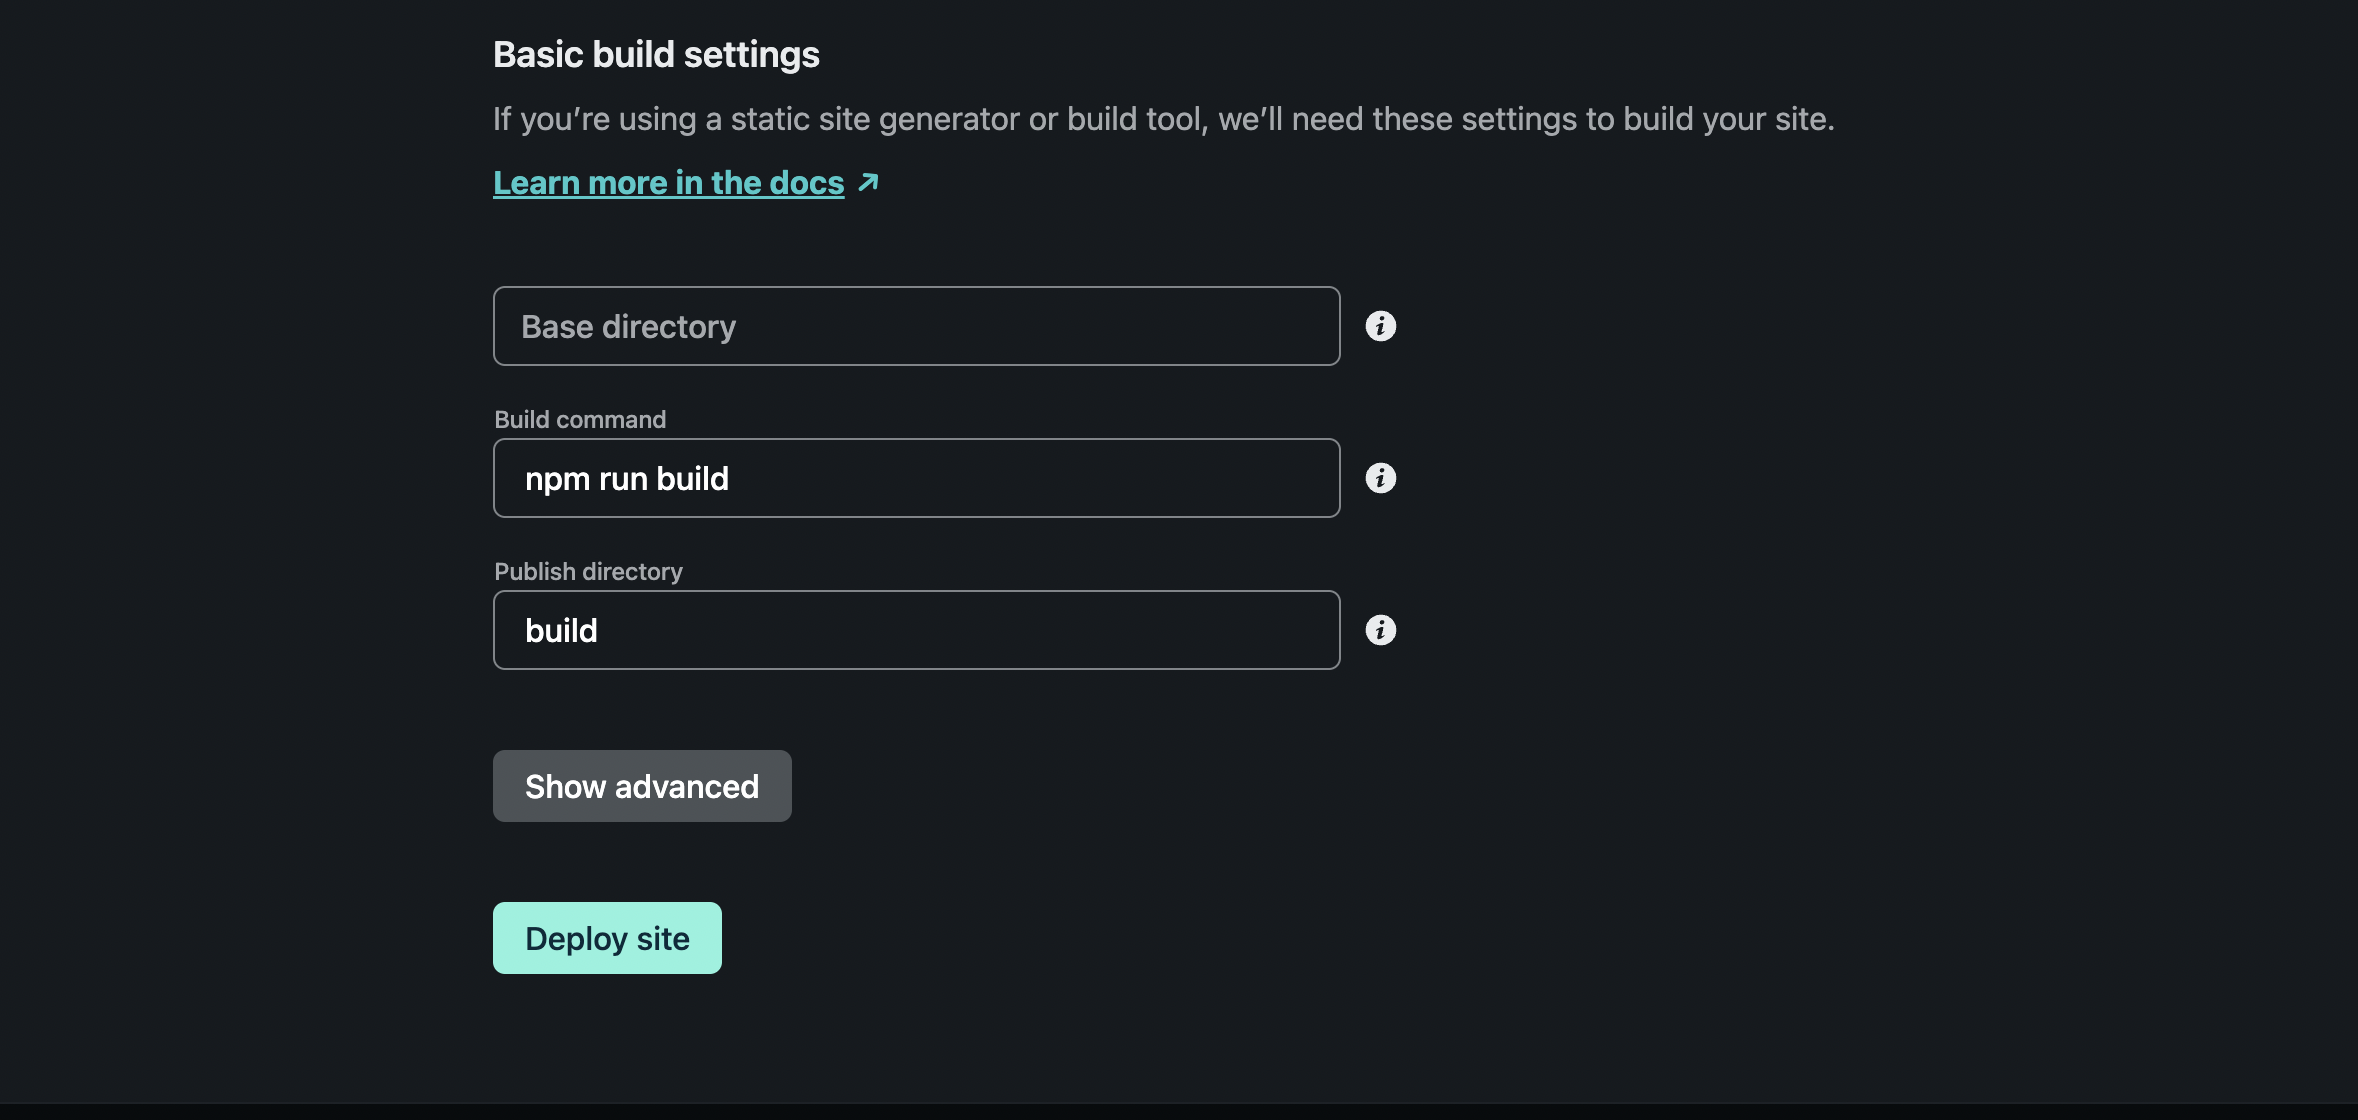 Basic build settings
If you’re using a static site generator or build tool, we’ll need these settings to build your site.
Learn more in the docs
Base directory
Build command
npm run build
Publish directory
build
Show advanced
Deploy site